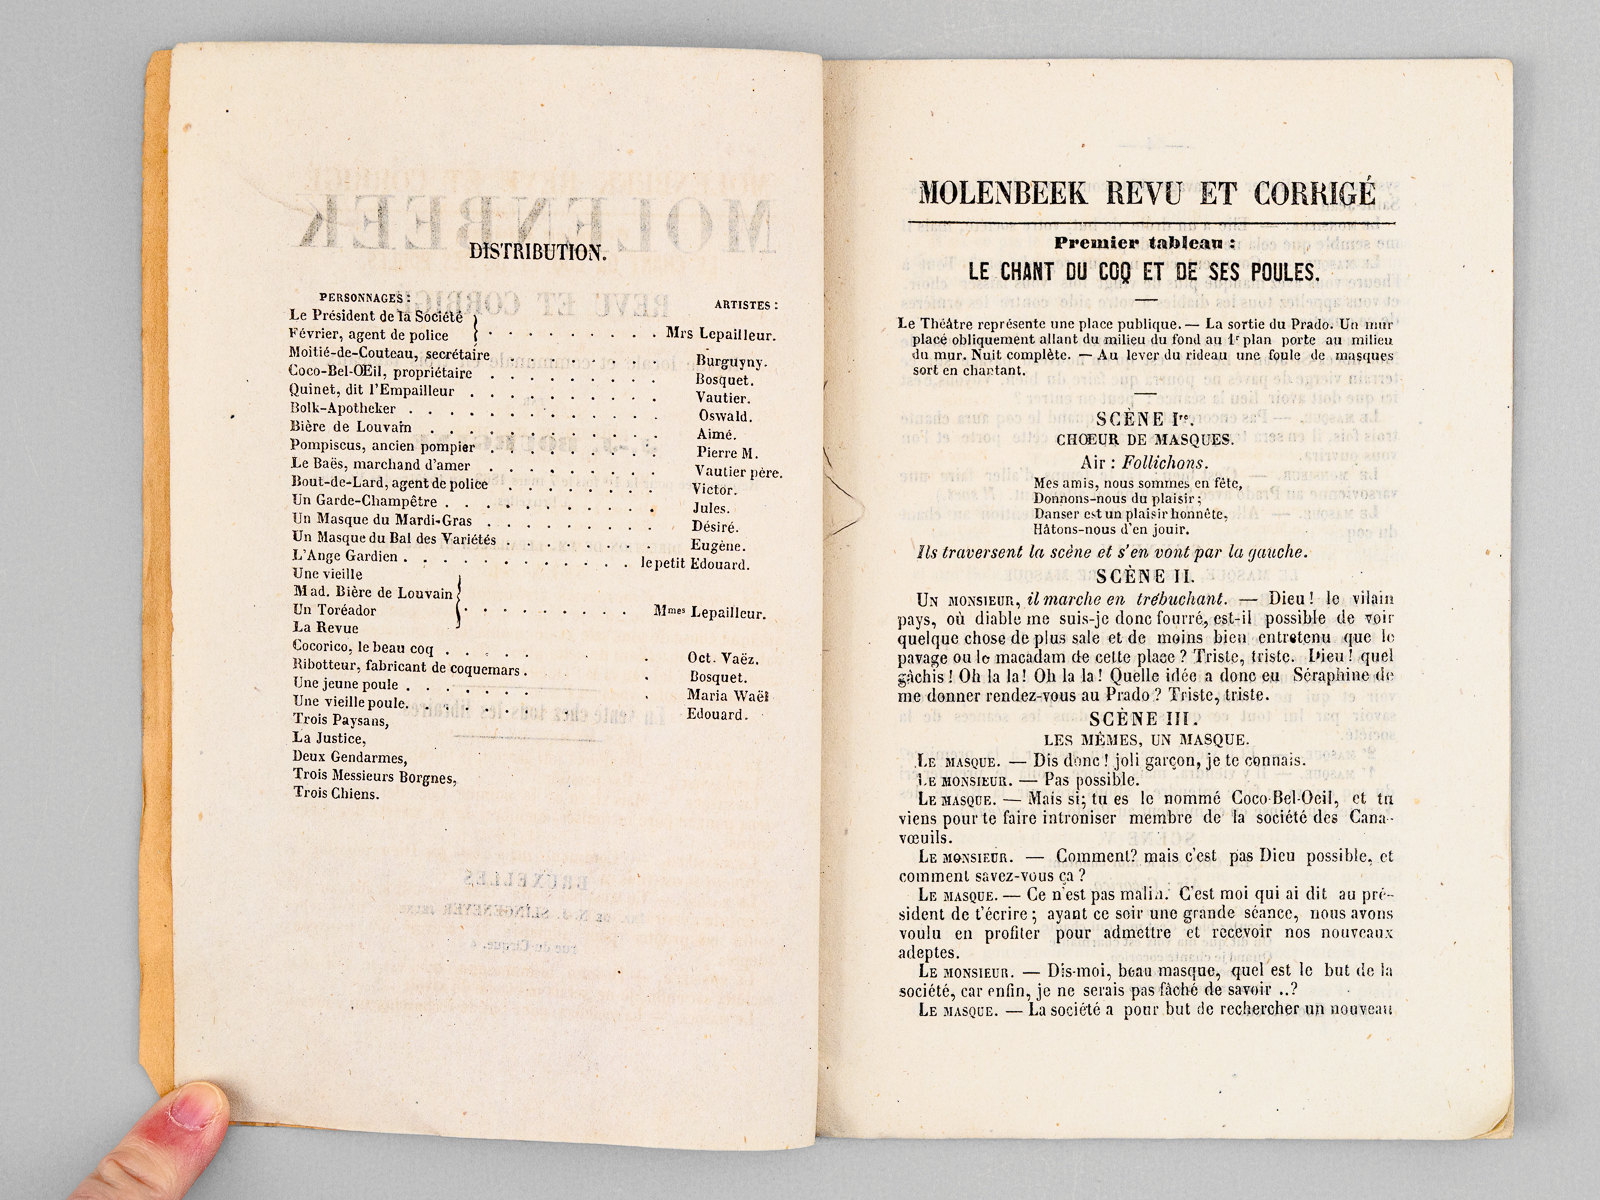 DISTRIBUTION.
PERSONNAGES : ARTISTES :
Le Président de la Société
Février, agent de police } . . . . . . . . Mrs Lepailleur.
Moitié-de-Couteau, secrétaire . . . . . . . Burguyny.
Coco-Bel-Œil, propriétaire . . . . . . . . Bosquet.
Quinet, dit l'Empailleur . . . . . . . . . Vautier.
Bolk-Apotheker . . . . . . . . . . . Oswald.
Bière de Louvain . . . . . . . . . . Aimé.
Pompiscus, ancien pompier . . . . . . . . Pierre M.
Le Baës, marchand d'amer . . . . . . . . Vautier père.
Bout-de-Lard, agent de police . . . . . . . Victor.
Un Garde-Champêtre . . . . . . . . . . Jules.
Un Masque du Mardi-Gras . . . . . . . . Désiré.
Un Masque du Bal des Variétés . . . . . . . Eugène.
L'Ange Gardien . . . . . . . . . . . le petit Edouard.
Une vieille
Mad. Bière de Louvain
Un Toréador } . . . . . . . . Mmes Lepailleur.
La Revue
Cocorico, le beau coq . . . . . . Oct. Vaëz.
Ribotteur, fabricant de coquemars . . Bosquet.
Une jeune poule . . . . . . . . Maria Waël
Une vieille poule. . . . . . . . Edouard.
Trois Paysans,
La Justice,
Deux Gendarmes,
Trois Messieurs Borgnes,
Trois Chiens.
MOLENBEEK REVU ET CORRIGÉ
Premier tableau :
LE CHANT DU COQ ET DE SES POULES.
Le Théâtre représente une place publique. — La sortie du Prado. Un mur
placé obliquement allant du milieu du fond au 1r plan porte au milieu
du mur. Nuit complète. — Au lever du rideau une foule de masques
sort en chantant.
SCÈNE Ire.
CHŒUR DE MASQUES.
Air : Follichons.
Mes amis, nous sommes en fête,
Donnons-nous du plaisir ;
Danser est un plaisir honnête,
Hâtons-nous d'en jouir.
Ils traversent la scène et s'en vont par la gauche.
SCÈNE II.
UN MONSIEUR, il marche en trébuchant. — Dieu ! le vilain
pays, où diable me suis-je donc fourré, est-il possible de voir
quelque chose de plus sale et de moins bien entretenu que le
pavage ou le macadam de cette place ? Triste, triste. Dieu ! quel
gâchis ! Oh la la ! Oh la la ! Quelle idée a donc eu Séraphine de
me donner rendez-vous au Prado ? Triste, triste.
SCÈNE III.
LES MÊMES, UN MASQUE.
LE MASQUE. — Dis donc ! joli garçon, je te connais.
LE MONSIEUR. — Pas possible.
LE MASQUE. — Mais si; tu es le nommé Coco-Bel-Oeil, et tu
viens pour te faire introniser membre de la société des Cana-
vœuils.
LE MONSIEUR. — Comment? mais c'est pas Dieu possible, et
comment savez-vous ça ?
LE MASQUE. — Ce n'est pas malin. C'est moi qui ai dit au pré-
sident de t'écrire ; ayant ce soir une grande séance, nous avons
voulu en profiter pour admettre et recevoir nos nouveaux
adeptes.
LE MONSIEUR. — Dis-moi, beau masque, quel est le but de la
société, car enfin, je ne serais pas fâché de savoir ..?
LE MASQUE. — La société a pour but de rechercher un nouveau